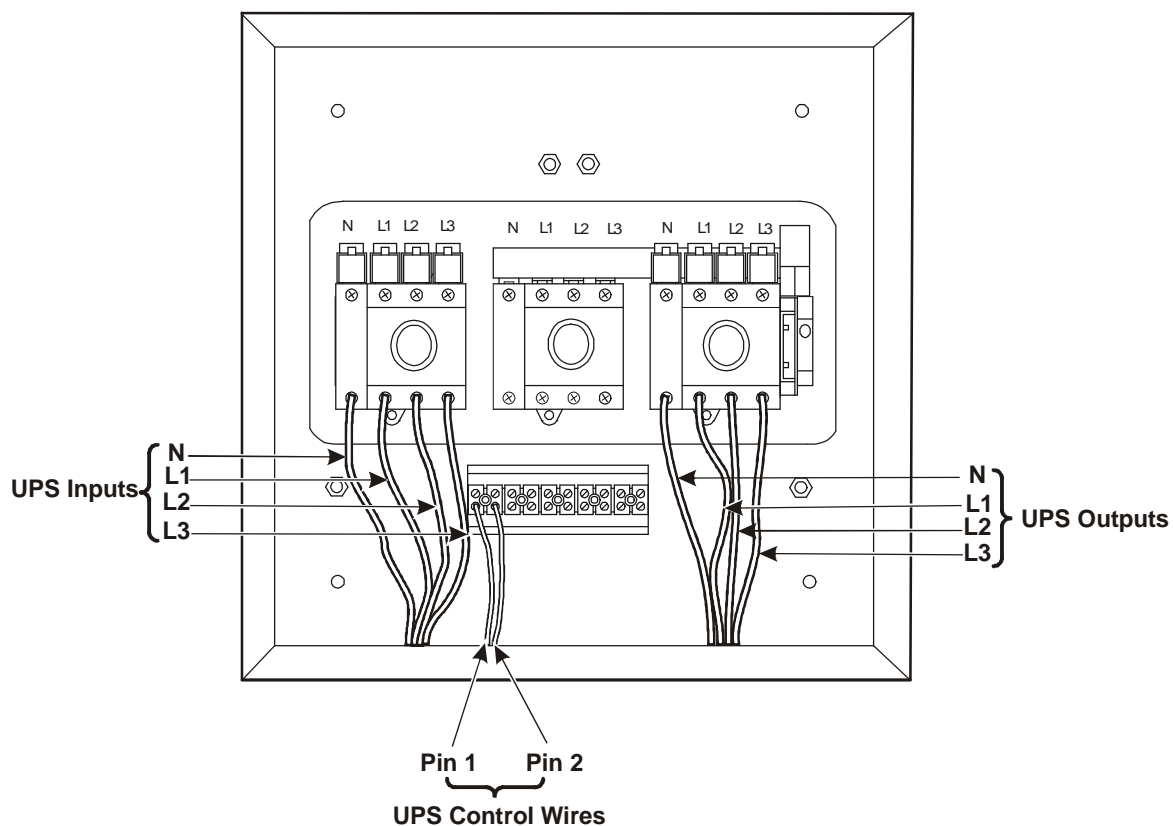 N L1 L2 L3 N L1 L2 L3 N L1 L2 L3
UPS Inputs
N
L1
L2
L3
N
L1
L2
L3
UPS Outputs
Pin 1 Pin 2
UPS Control Wires